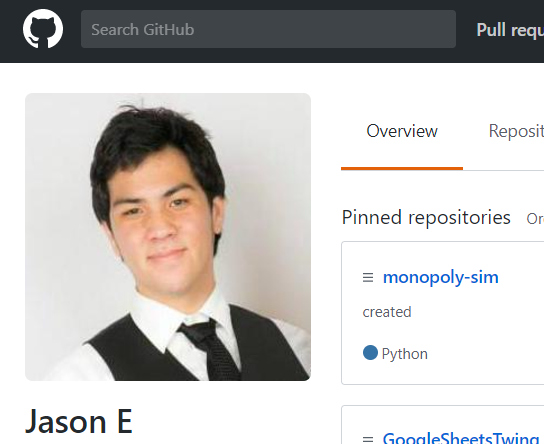 Search GitHub
Pull requ
Overview
Reposit
Pinned repositories
Or
monopoly-sim
created
Python
GoogleSheetsTwing
Jason E